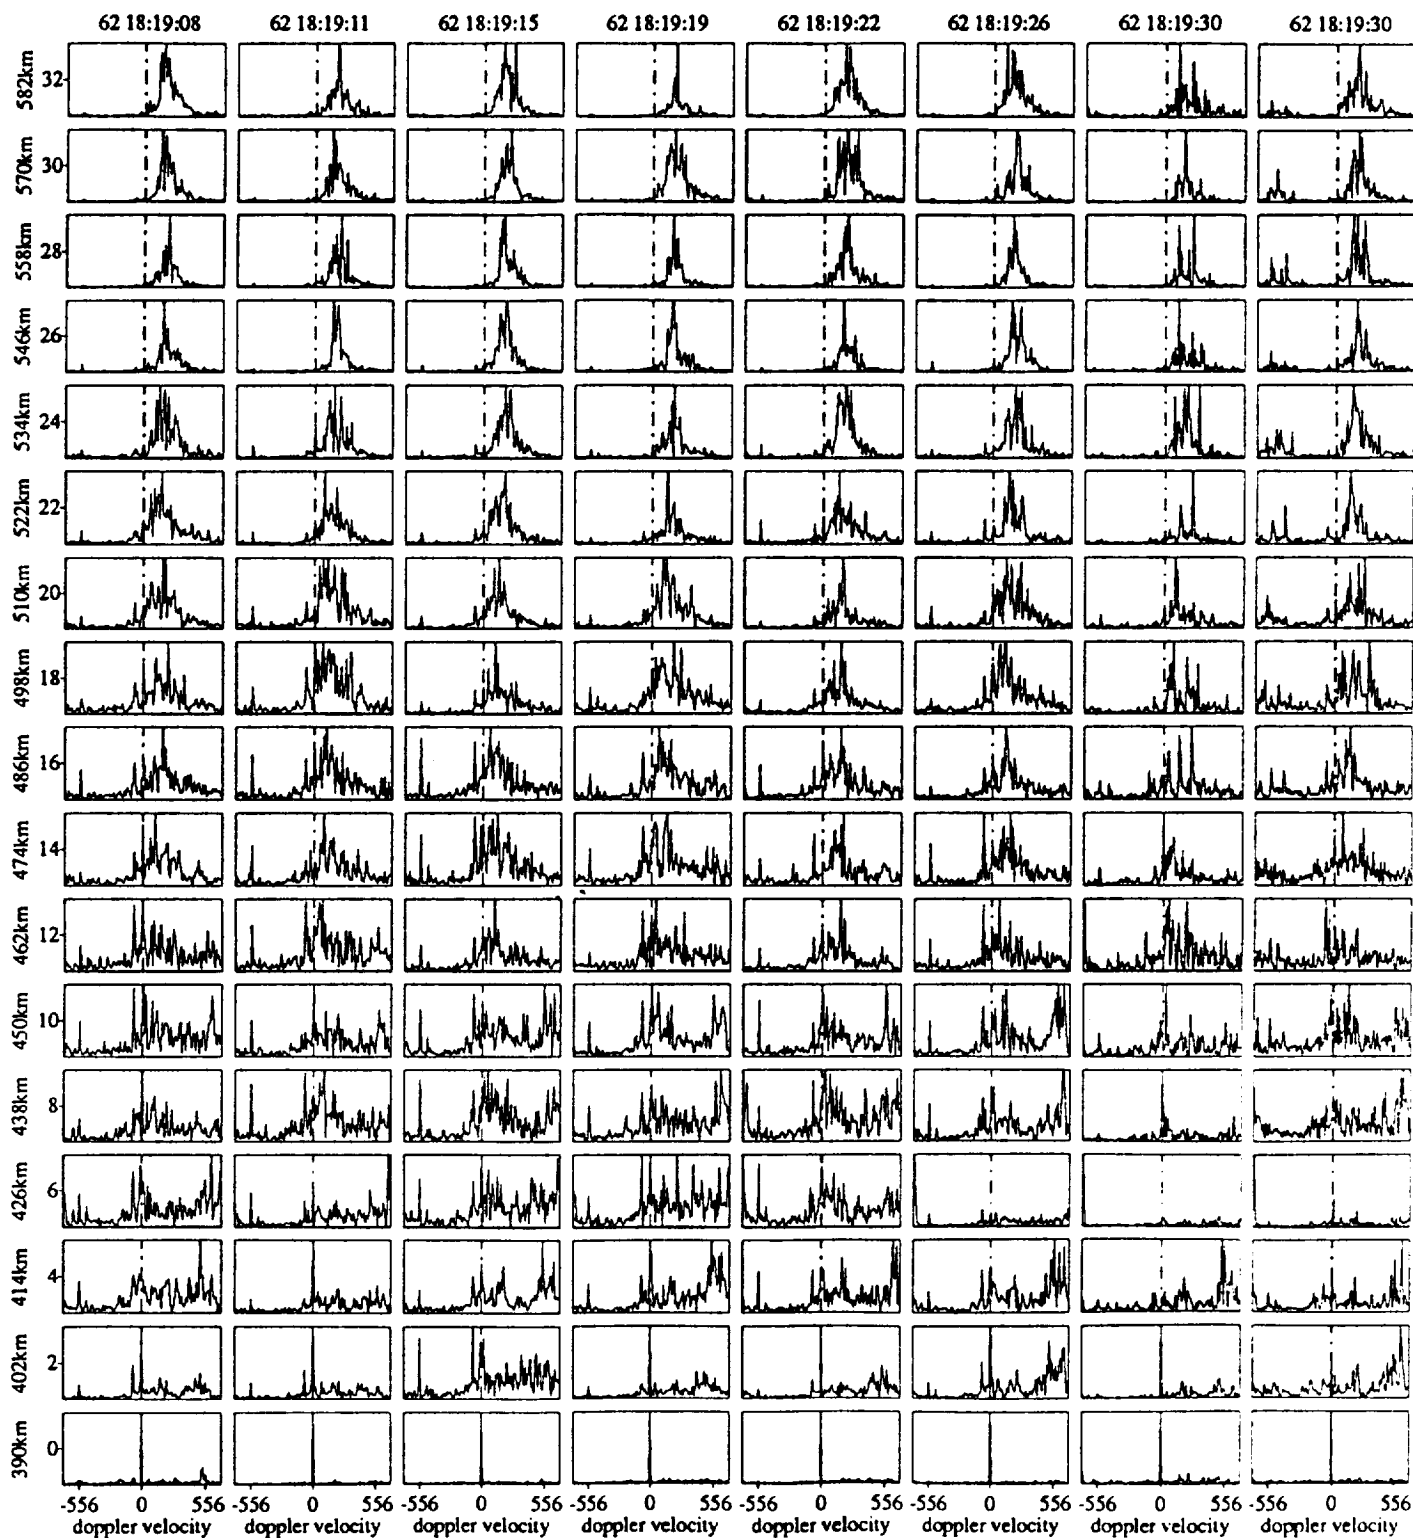 62 18:19:08 62 18:19:11 62 18:19:15 62 18:19:19 62 18:19:22 62 18:19:26 62 18:19:30 62 18:19:30
582km 32
570km 30
558km 28
546km 26
534km 24
522km 22
510km 20
498km 18
486km 16
474km 14
462km 12
450km 10
438km 8
426km 6
414km 4
402km 2
390km 0
-556 0 556 -556 0 556 -556 0 556 -556 0 556 -556 0 556 -556 0 556 -556 0 556 -556 0 556
doppler velocity doppler velocity doppler velocity doppler velocity doppler velocity doppler velocity doppler velocity doppler velocity